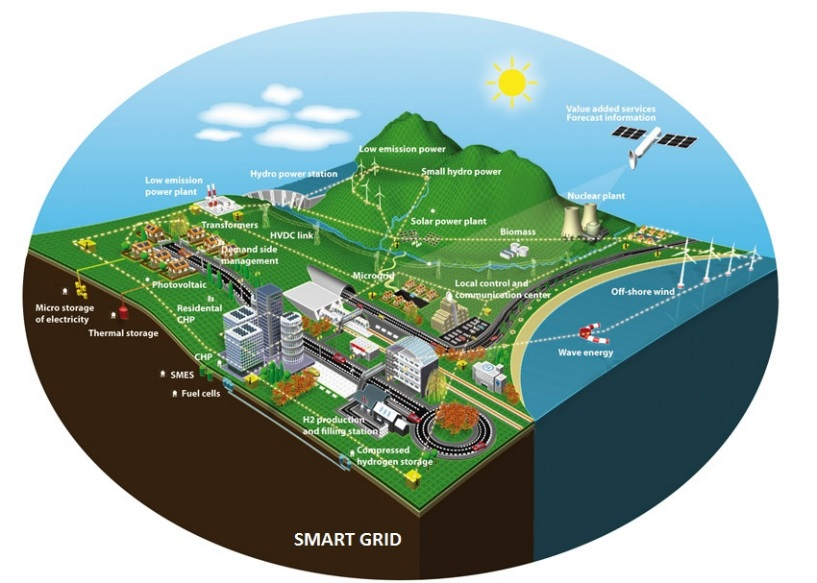 Value added services
Forecast information
Low emission power
Small hydro power
Hydro power station
Low emission
power plant
Nuclear plant
Transformers
Solar power plant
HVDC link
Biomass
Demand side
management
Microgrid
Local control and
communication center
Photovoltaic
Off-shore wind
Micro storage
of electricity
Residental
CHP
Thermal storage
Wave energy
CHP
SMES
Fuel cells
H2 production
and filling station
Compressed
hydrogen storage
SMART GRID